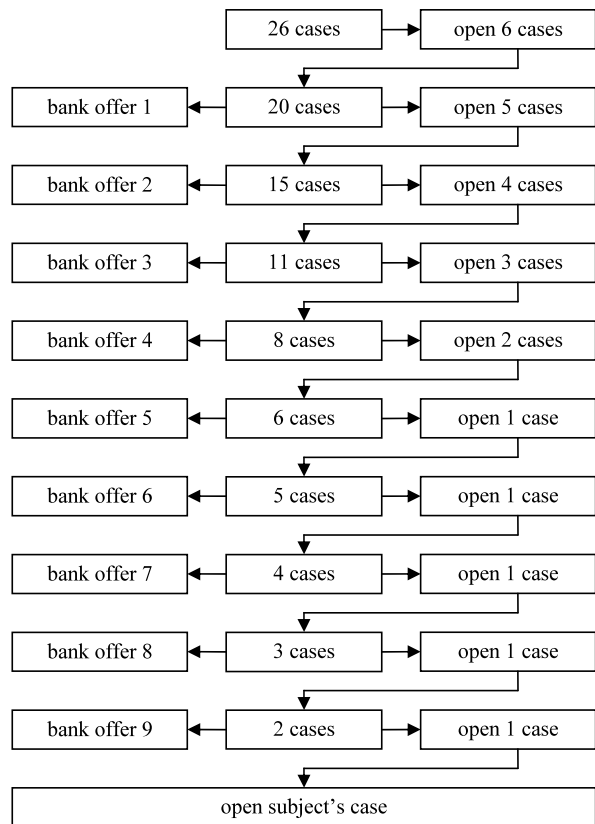 26 cases open 6 cases
bank offer 1 20 cases open 5 cases
bank offer 2 15 cases open 4 cases
bank offer 3 11 cases open 3 cases
bank offer 4 8 cases open 2 cases
bank offer 5 6 cases open 1 case
bank offer 6 5 cases open 1 case
bank offer 7 4 cases open 1 case
bank offer 8 3 cases open 1 case
bank offer 9 2 cases open 1 case
open subject's case